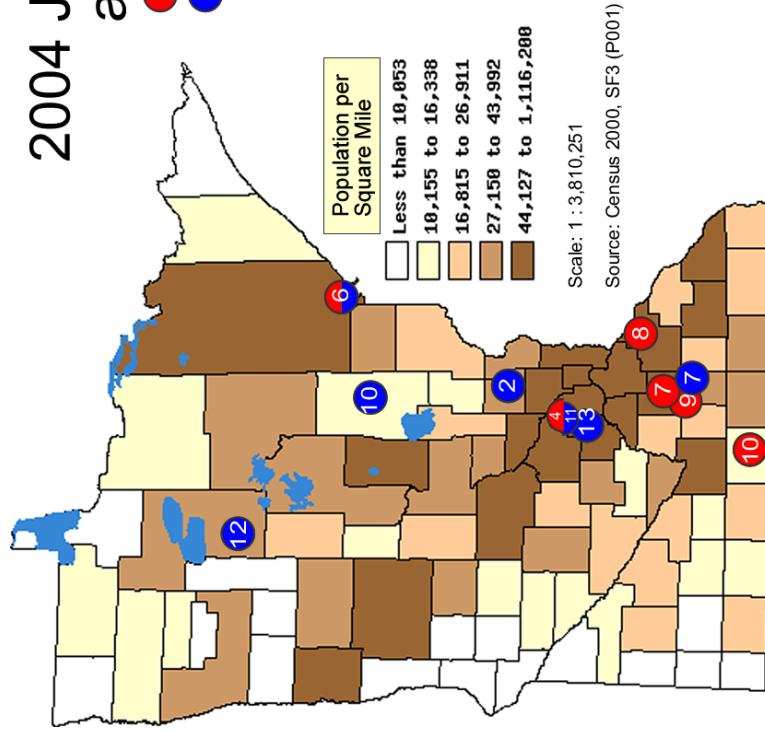 2004 J
a
12
6
10
Population per
Square Mile
Less than 10,053
10,155 to 16,338
16,815 to 26,911
27,150 to 43,992
44,127 to 1,116,200
2
4
11
13
Scale: 1 : 3,810,251
Source: Census 2000, SF3 (P001)
8
7
9
7
10